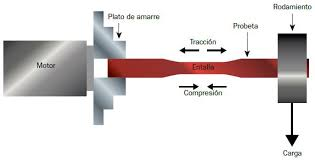 Plato de amarre
Rodamiento
Probeta
Tracción
Motor
Entalla
Compresión
Carga